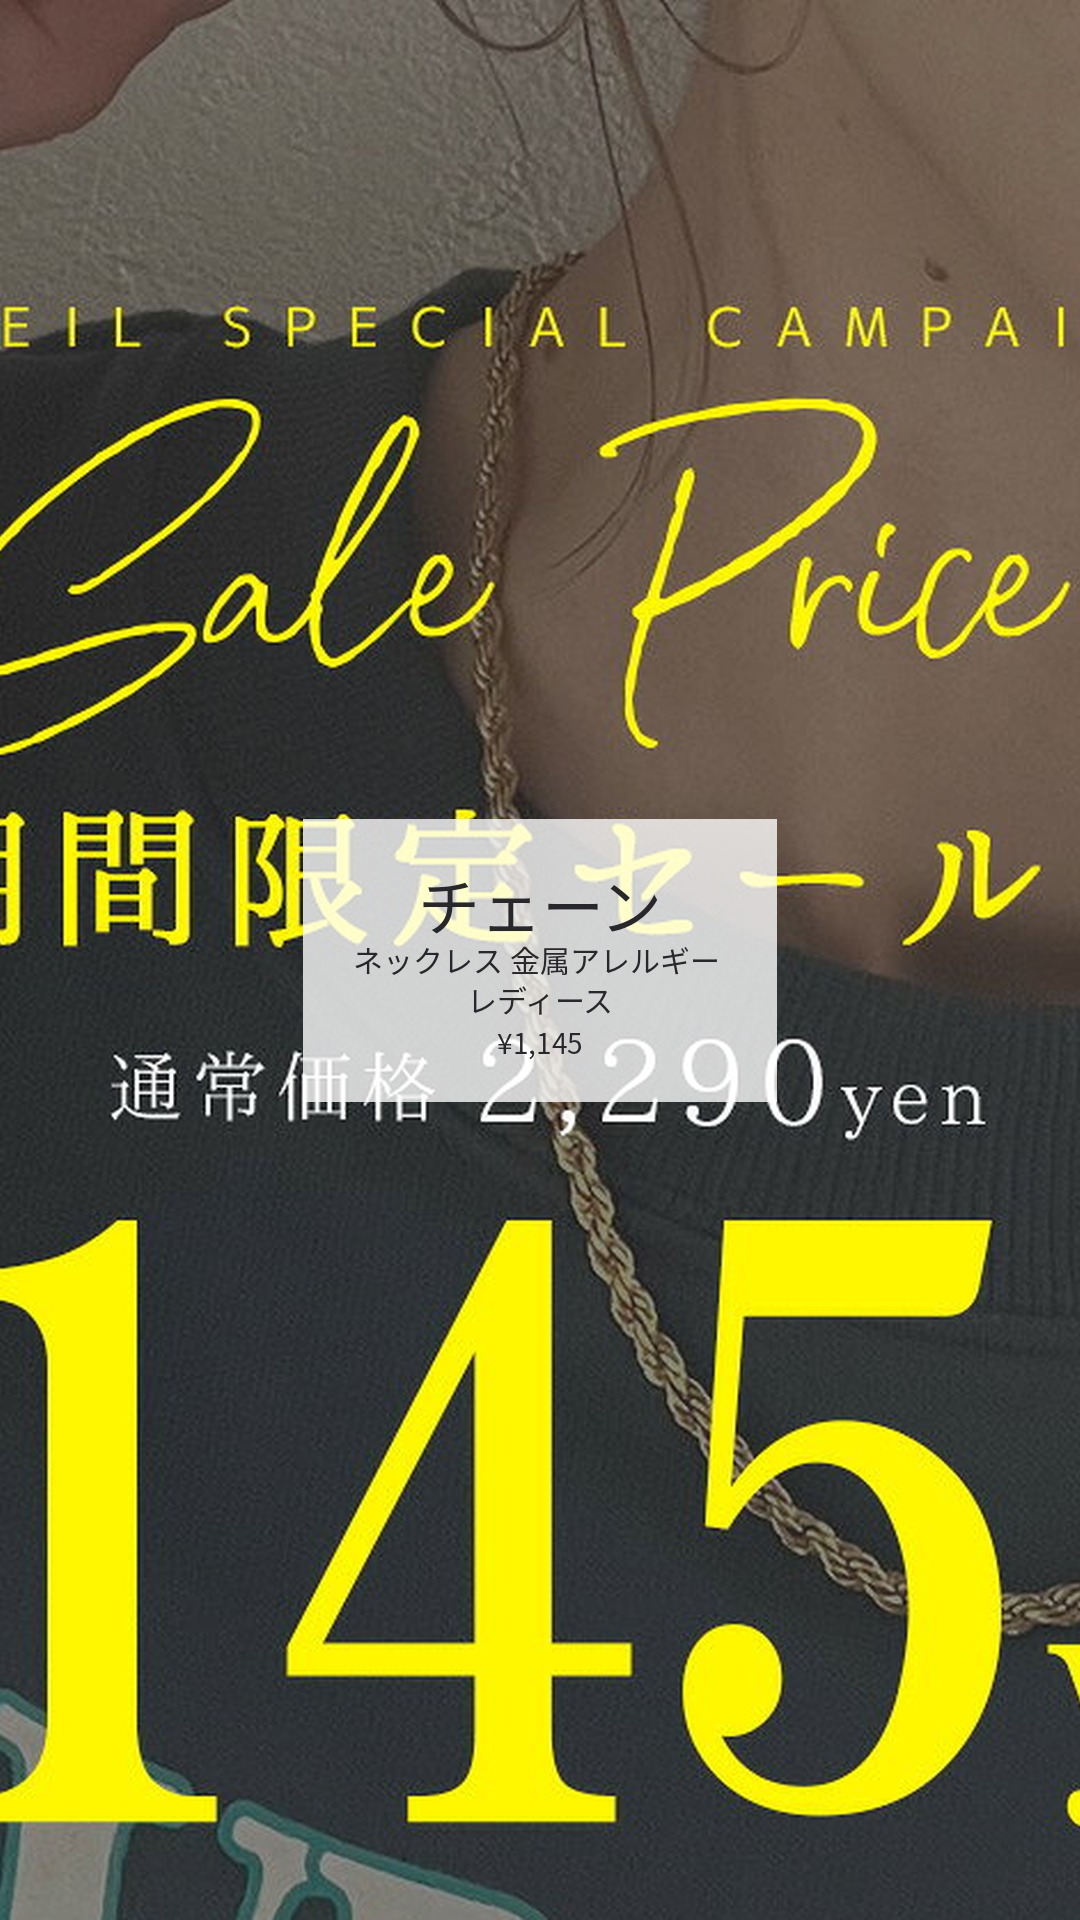 EIL SPECIAL CAMPAI
Sale Price
間限定セール
チェーン
ネックレス 金属アレルギー
レディース
¥1,145
通常価格 2,290yen
145